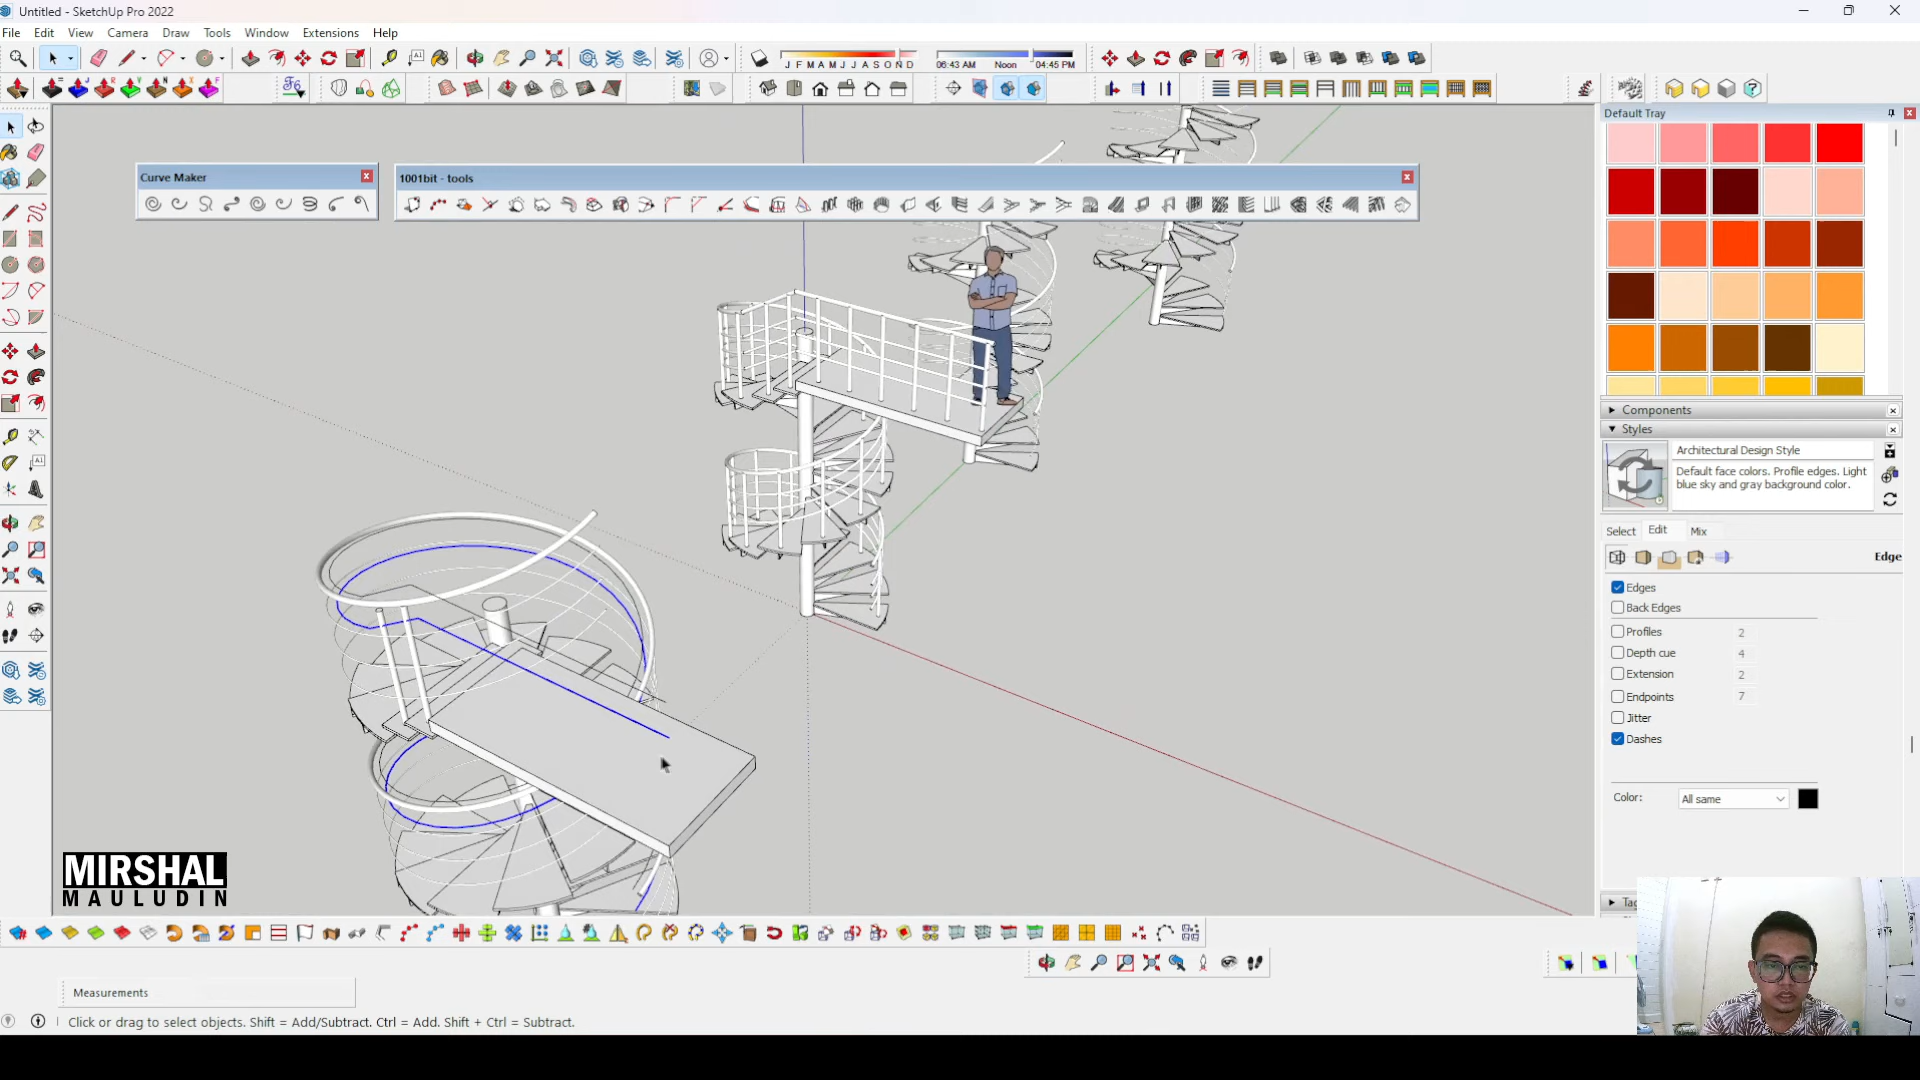 Untitled - SketchUp Pro 2022
File Edit View Camera Draw Tools Window Extensions Help
J F M A M J J A S O N D
06:43 AM Noon 04:45 PM
Default Tray
Curve Maker
1001bit - tools
Components
Styles
Architectural Design Style
Default face colors. Profile edges. Light
blue sky and gray background color.
Select Edit Mix
Edge
Edges
Back Edges
Profiles 2
Depth cue 4
Extension 2
Endpoints 7
Jitter
Dashes
Color: All same
MIRSHAL
MAULUDIN
Measurements
Click or drag to select objects. Shift = Add/Subtract. Ctrl = Add. Shift + Ctrl = Subtract.